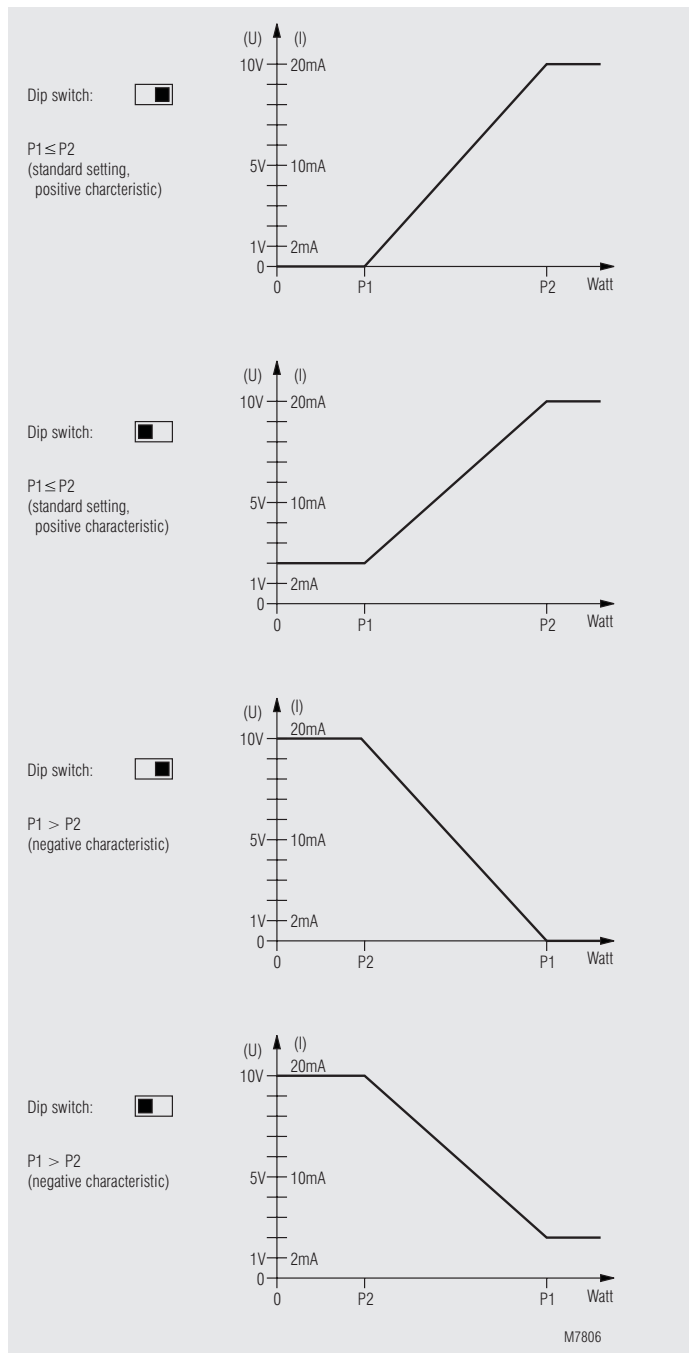 (U) (I)
10V 20mA
Dip switch:
P1≤P2
(standard setting,
positive charcteristic)
5V 10mA
1V 2mA
0
0 P1 P2 Watt
(U) (I)
10V 20mA
Dip switch:
P1≤P2
(standard setting,
positive characteristic)
5V 10mA
1V 2mA
0
0 P1 P2 Watt
(U) (I)
20mA
10V
Dip switch:
P1 > P2
(negative characteristic)
5V 10mA
1V 2mA
0
0 P2 P1 Watt
(U) (I)
20mA
10V
Dip switch:
P1 > P2
(negative characteristic)
5V 10mA
1V 2mA
0
0 P2 P1 Watt
M7806